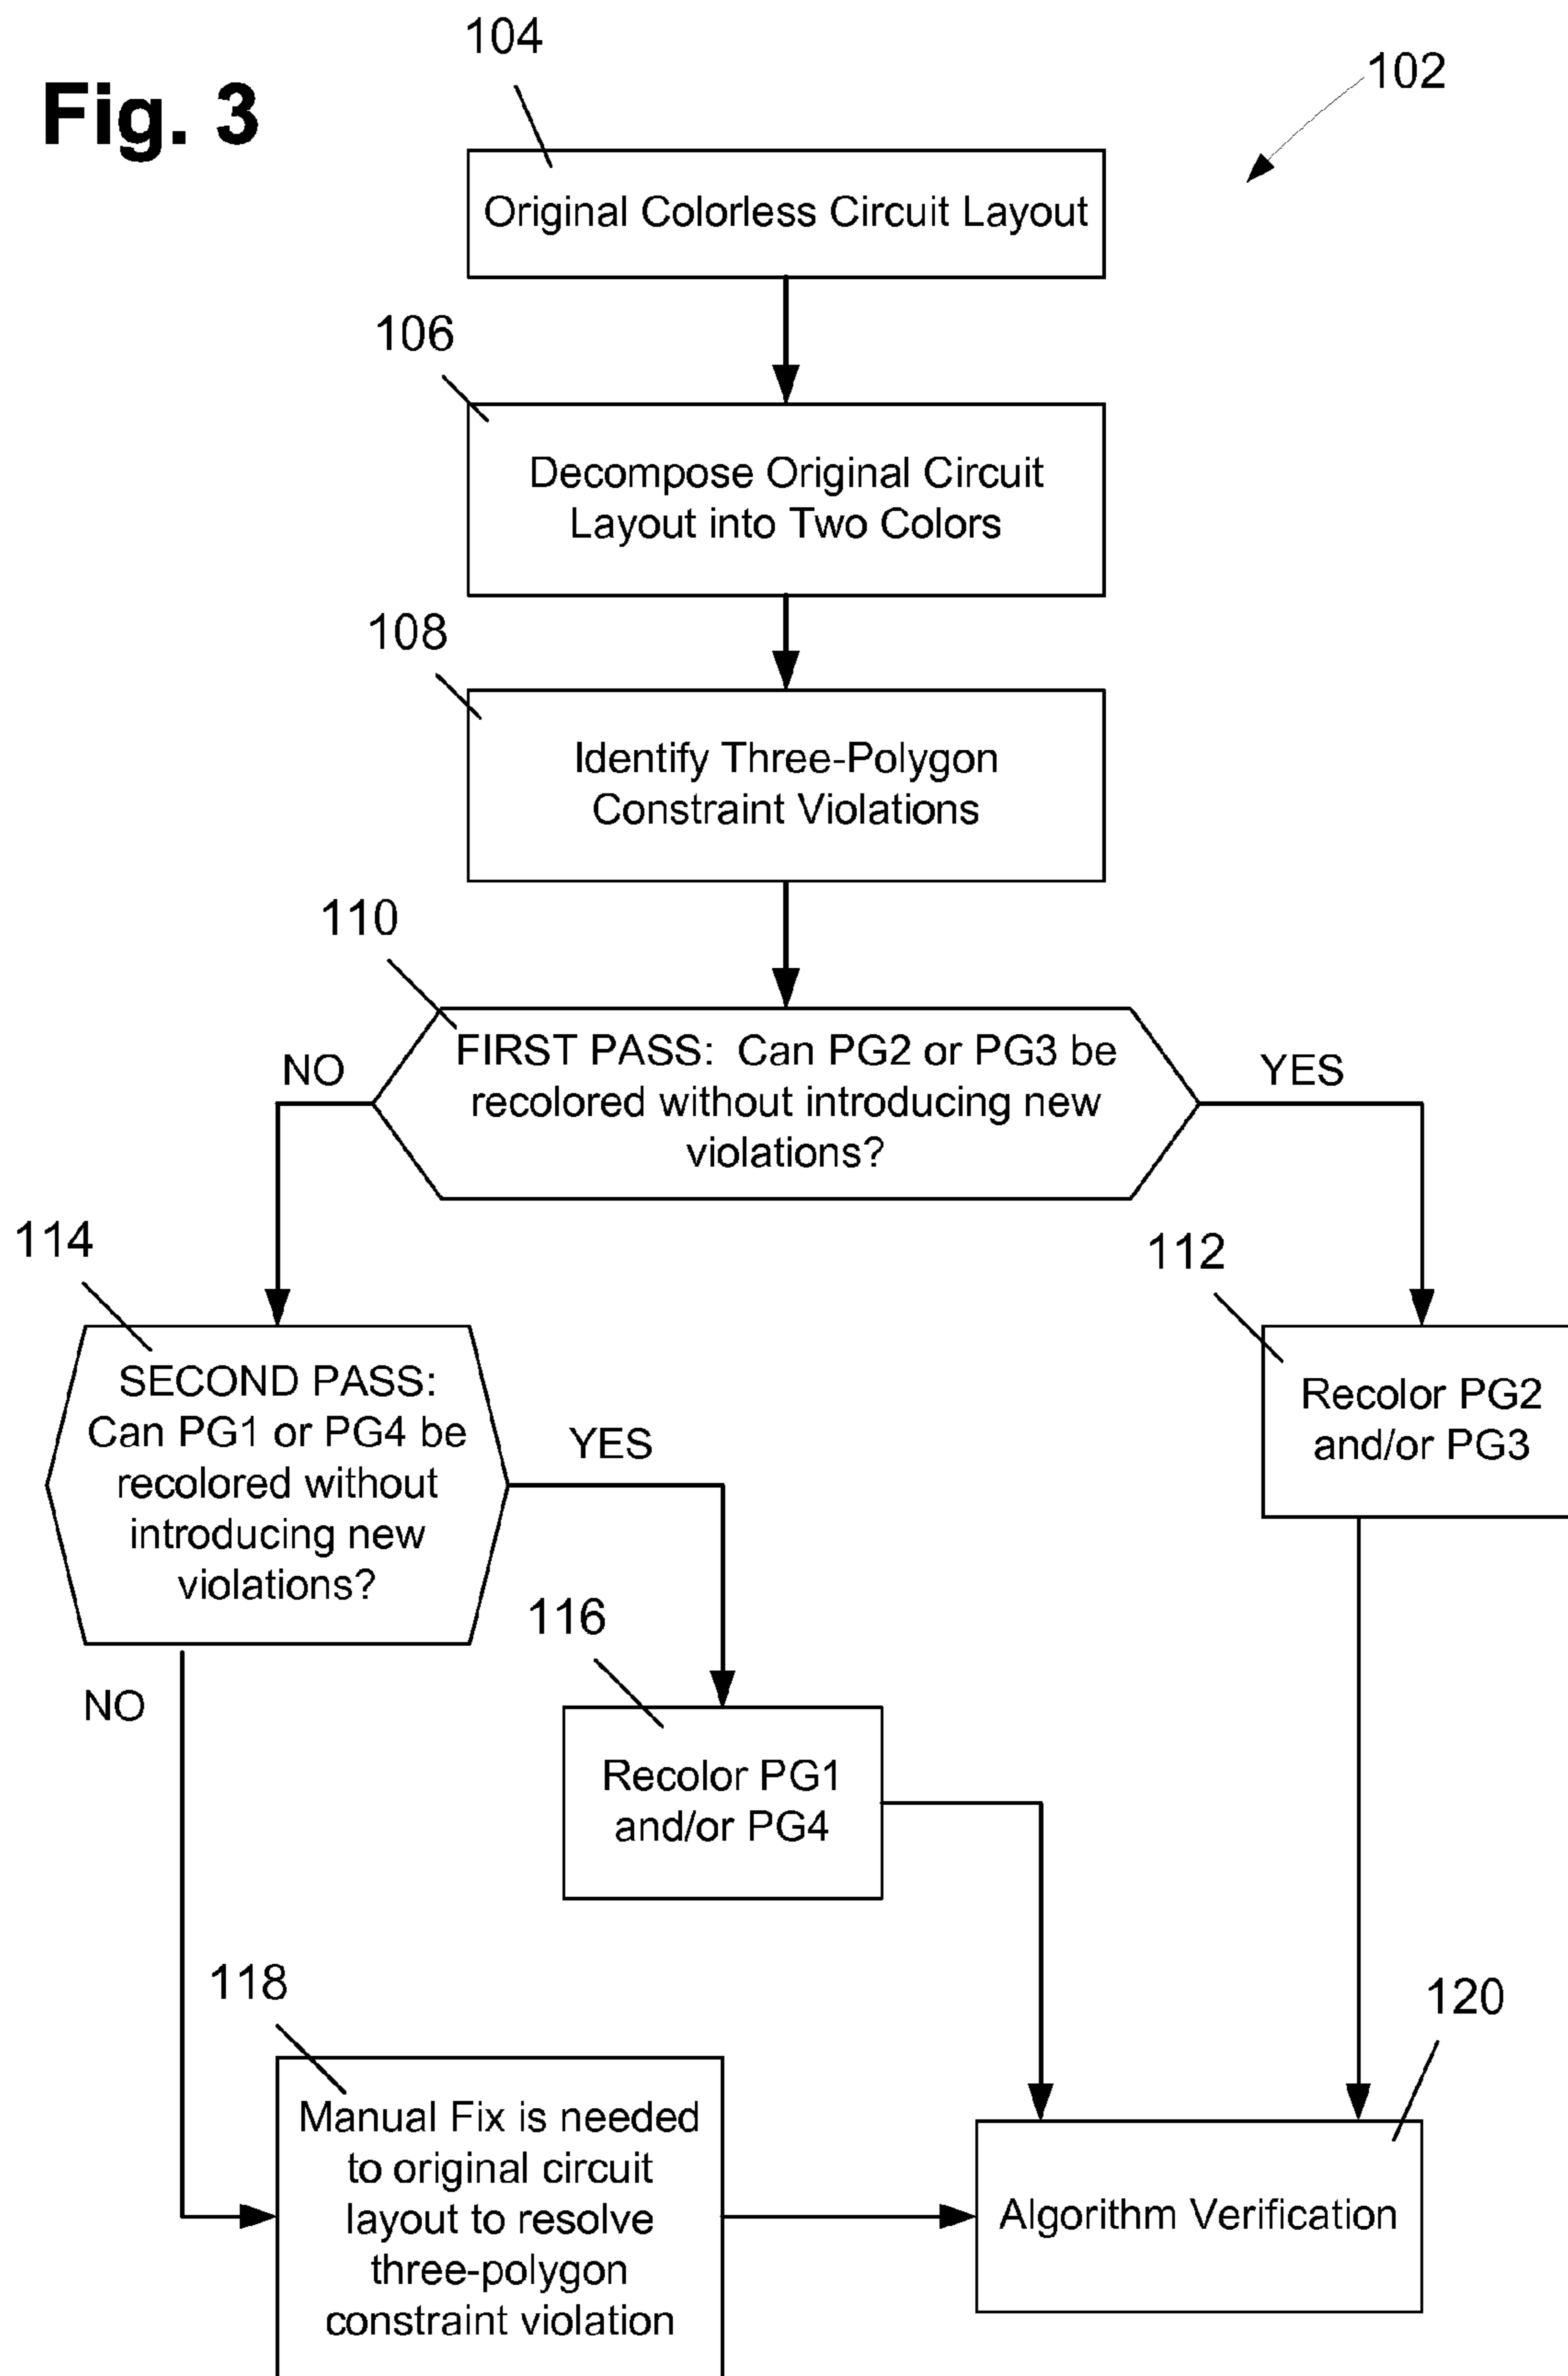 Fig. 3
104
102
Original Colorless Circuit Layout
106
Decompose Original Circuit
Layout into Two Colors
108
Identify Three-Polygon
Constraint Violations
110
NO
FIRST PASS: Can PG2 or PG3 be
recolored without introducing new
violations?
YES
114
112
SECOND PASS:
Can PG1 or PG4 be
recolored without
introducing new
violations?
YES
Recolor PG2
and/or PG3
116
NO
Recolor PG1
and/or PG4
118
120
Manual Fix is needed
to original circuit
layout to resolve
three-polygon
constraint violation
Algorithm Verification